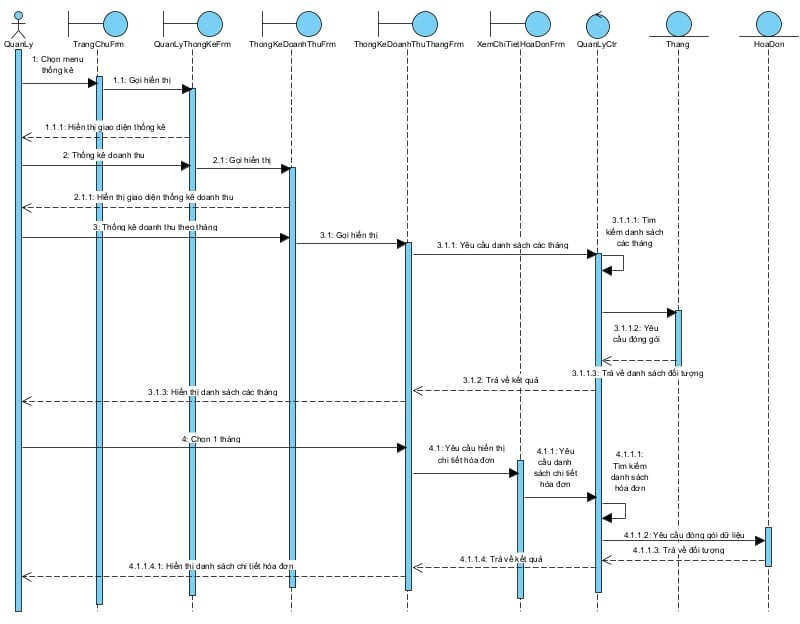 QuanLy
TrangChuFrm
QuanLyThongKeFrm
ThongKeDoanhThuFrm
ThongKeDoanhThuThangFrm
XemChiTietHoaDonFrm
QuanLyCtr
Thang
HoaDon
1: Chọn menu
thống kê
1.1: Gọi hiển thị
1.1.1: Hiển thị giao diện thống kê
2: Thống kê doanh thu
2.1: Gọi hiển thị
2.1.1: Hiển thị giao diện thống kê doanh thu
3: Thống kê doanh thu theo tháng
3.1: Gọi hiển thị
3.1.1: Yêu cầu danh sách các tháng
3.1.1.1: Tìm
kiếm danh sách
các tháng
3.1.1.2: Yêu
cầu đóng gói
3.1.1.3: Trả về danh sách đối tượng
3.1.2: Trả về kết quả
3.1.3: Hiển thị danh sách các tháng
4: Chọn 1 tháng
4.1: Yêu cầu hiển thị
chi tiết hóa đơn
4.1.1: Yêu
cầu danh
sách chi tiết
hóa đơn
4.1.1.1:
Tìm kiếm
danh sách
hóa đơn
4.1.1.2: Yêu cầu đóng gói dữ liệu
4.1.1.3: Trả về đối tượng
4.1.1.4: Trả về kết quả
4.1.1.4.1: Hiển thị danh sách chi tiết hóa đơn